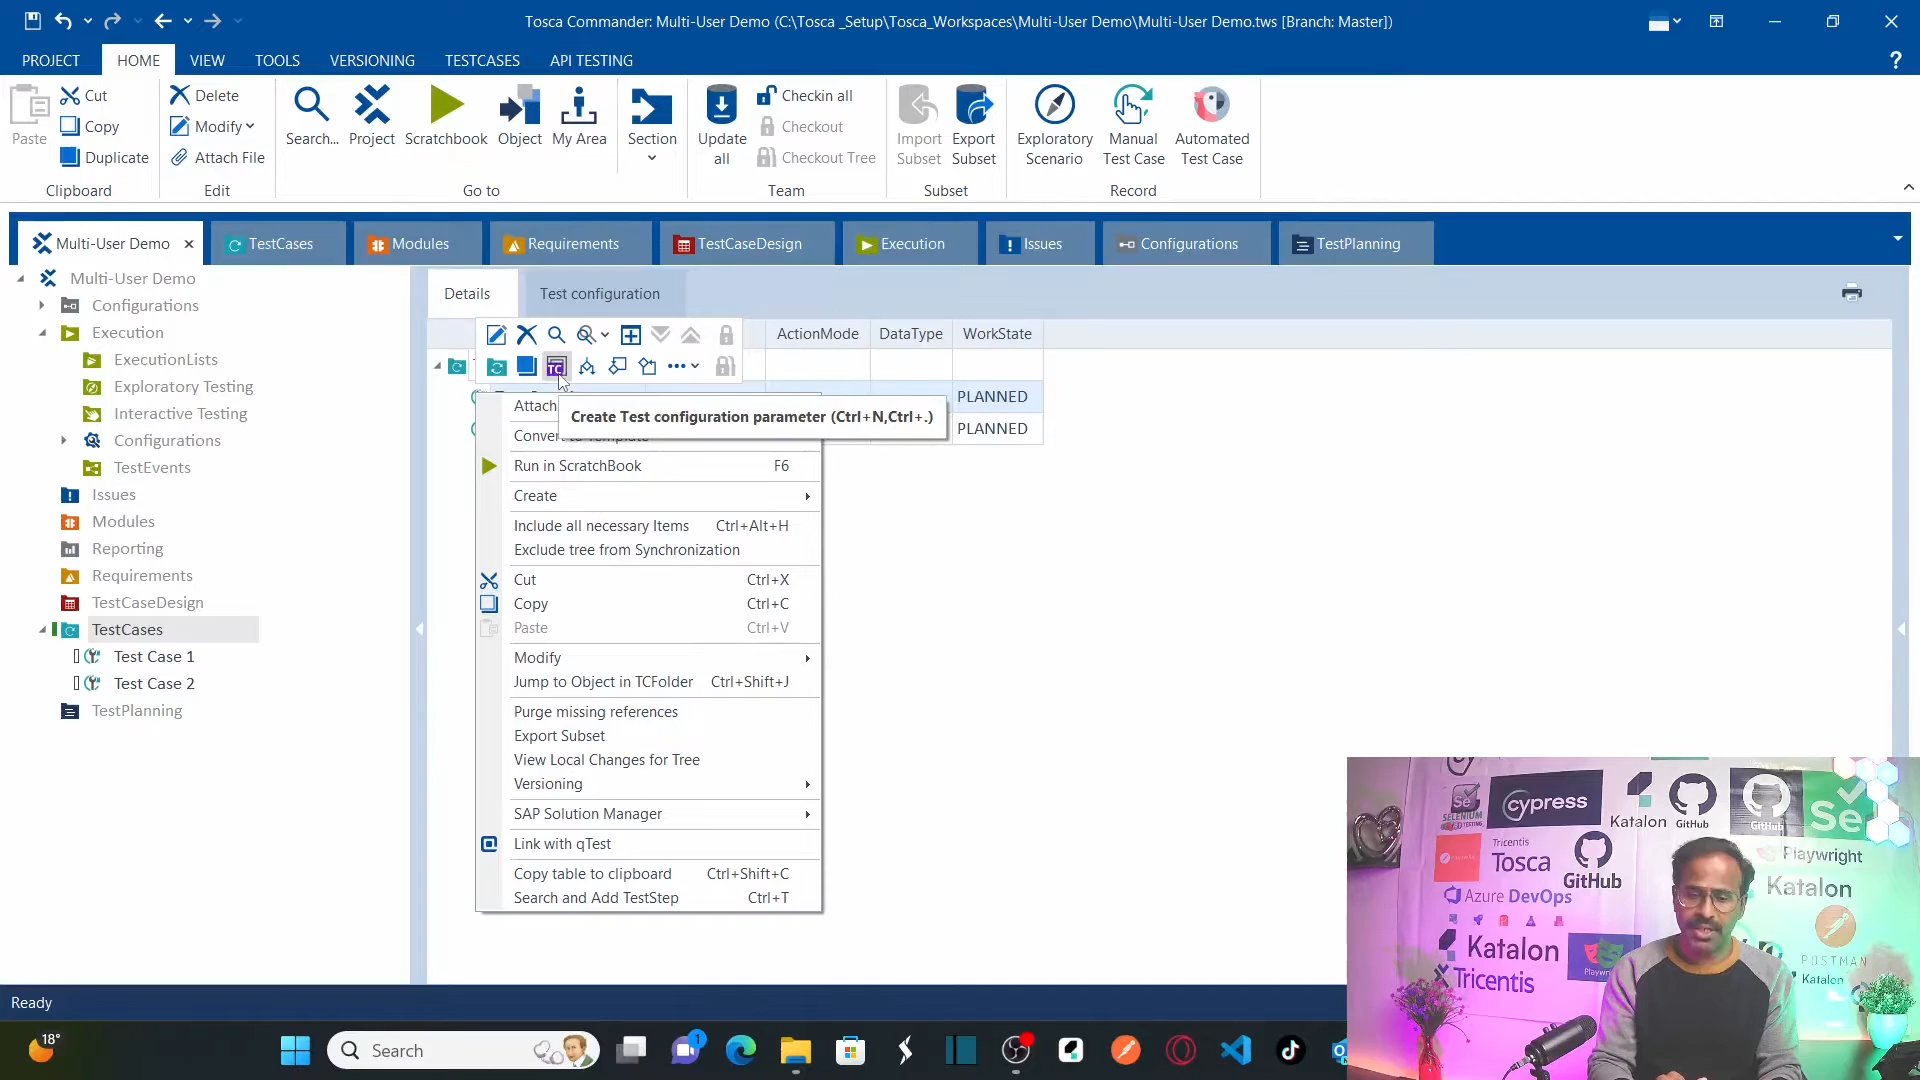 Tosca Commander: Multi-User Demo (C:\Tosca _Setup\Tosca_Workspaces\Multi-User Demo\Multi-User Demo.tws [Branch: Master])
PROJECT HOME VIEW TOOLS VERSIONING TESTCASES API TESTING
?
Paste
Cut
Copy
Duplicate
Clipboard
Delete
Modify
Attach File
Edit
Search...
Project
Scratchbook
Object
My Area
Section
Go to
Update all
Checkin all
Checkout
Checkout Tree
Team
Import Subset
Export Subset
Subset
Exploratory Scenario
Manual Test Case
Automated Test Case
Record
Multi-User Demo
TestCases
Modules
Requirements
TestCaseDesign
Execution
Issues
Configurations
TestPlanning
Multi-User Demo
Configurations
Execution
ExecutionLists
Exploratory Testing
Interactive Testing
Configurations
TestEvents
Issues
Modules
Reporting
Requirements
TestCaseDesign
TestCases
Test Case 1
Test Case 2
TestPlanning
Details
Test configuration
ActionMode DataType WorkState
TC
PLANNED
PLANNED
Create Test configuration parameter (Ctrl+N,Ctrl+.)
Attach
Convert to Template
Run in ScratchBook F6
Create
Include all necessary Items Ctrl+Alt+H
Exclude tree from Synchronization
Cut Ctrl+X
Copy Ctrl+C
Paste Ctrl+V
Modify
Jump to Object in TCFolder Ctrl+Shift+J
Purge missing references
Export Subset
View Local Changes for Tree
Versioning
SAP Solution Manager
Link with qTest
Copy table to clipboard Ctrl+Shift+C
Search and Add TestStep Ctrl+T
Ready
18°
Search
1
Se
SELENIUM
cypress
Katalon
GitHub
GitHub
Se
Tricentis
Tosca
GitHub
Playwright
Katalon
Azure DevOps
Katalon
Tricentis
POSTMAN
Katalon